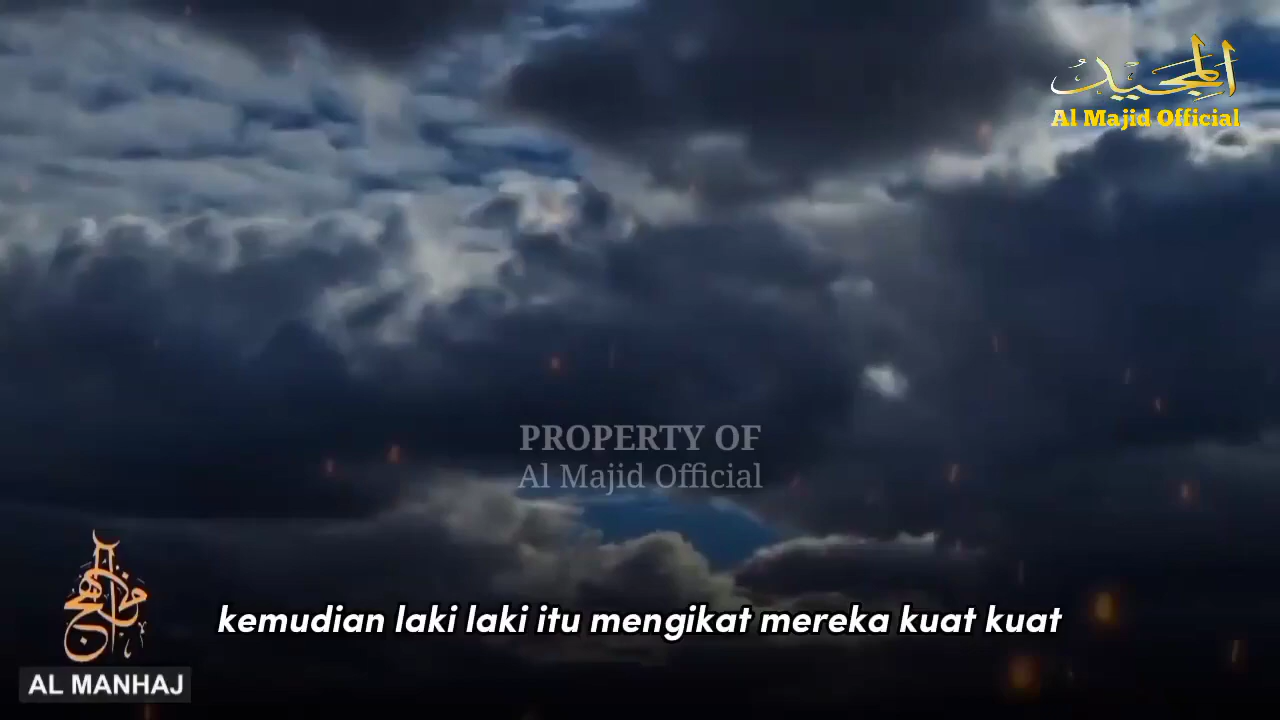 المجيد
Al Majid Official
PROPERTY OF
Al Majid Official
منهج
kemudian laki laki itu mengikat mereka kuat kuat
AL MANHAJ